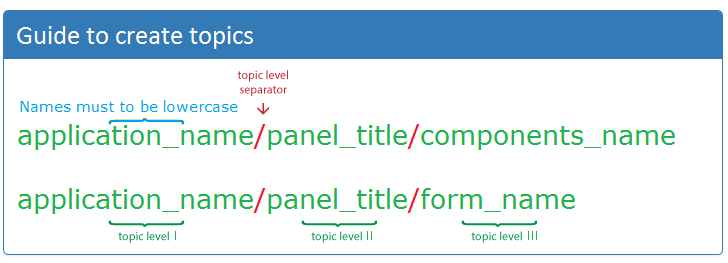 Guide to create topics
topic level
separator
Names must to be lowercase
application_name/panel_title/components_name
application_name/panel_title/form_name
topic level I
topic level II
topic level III